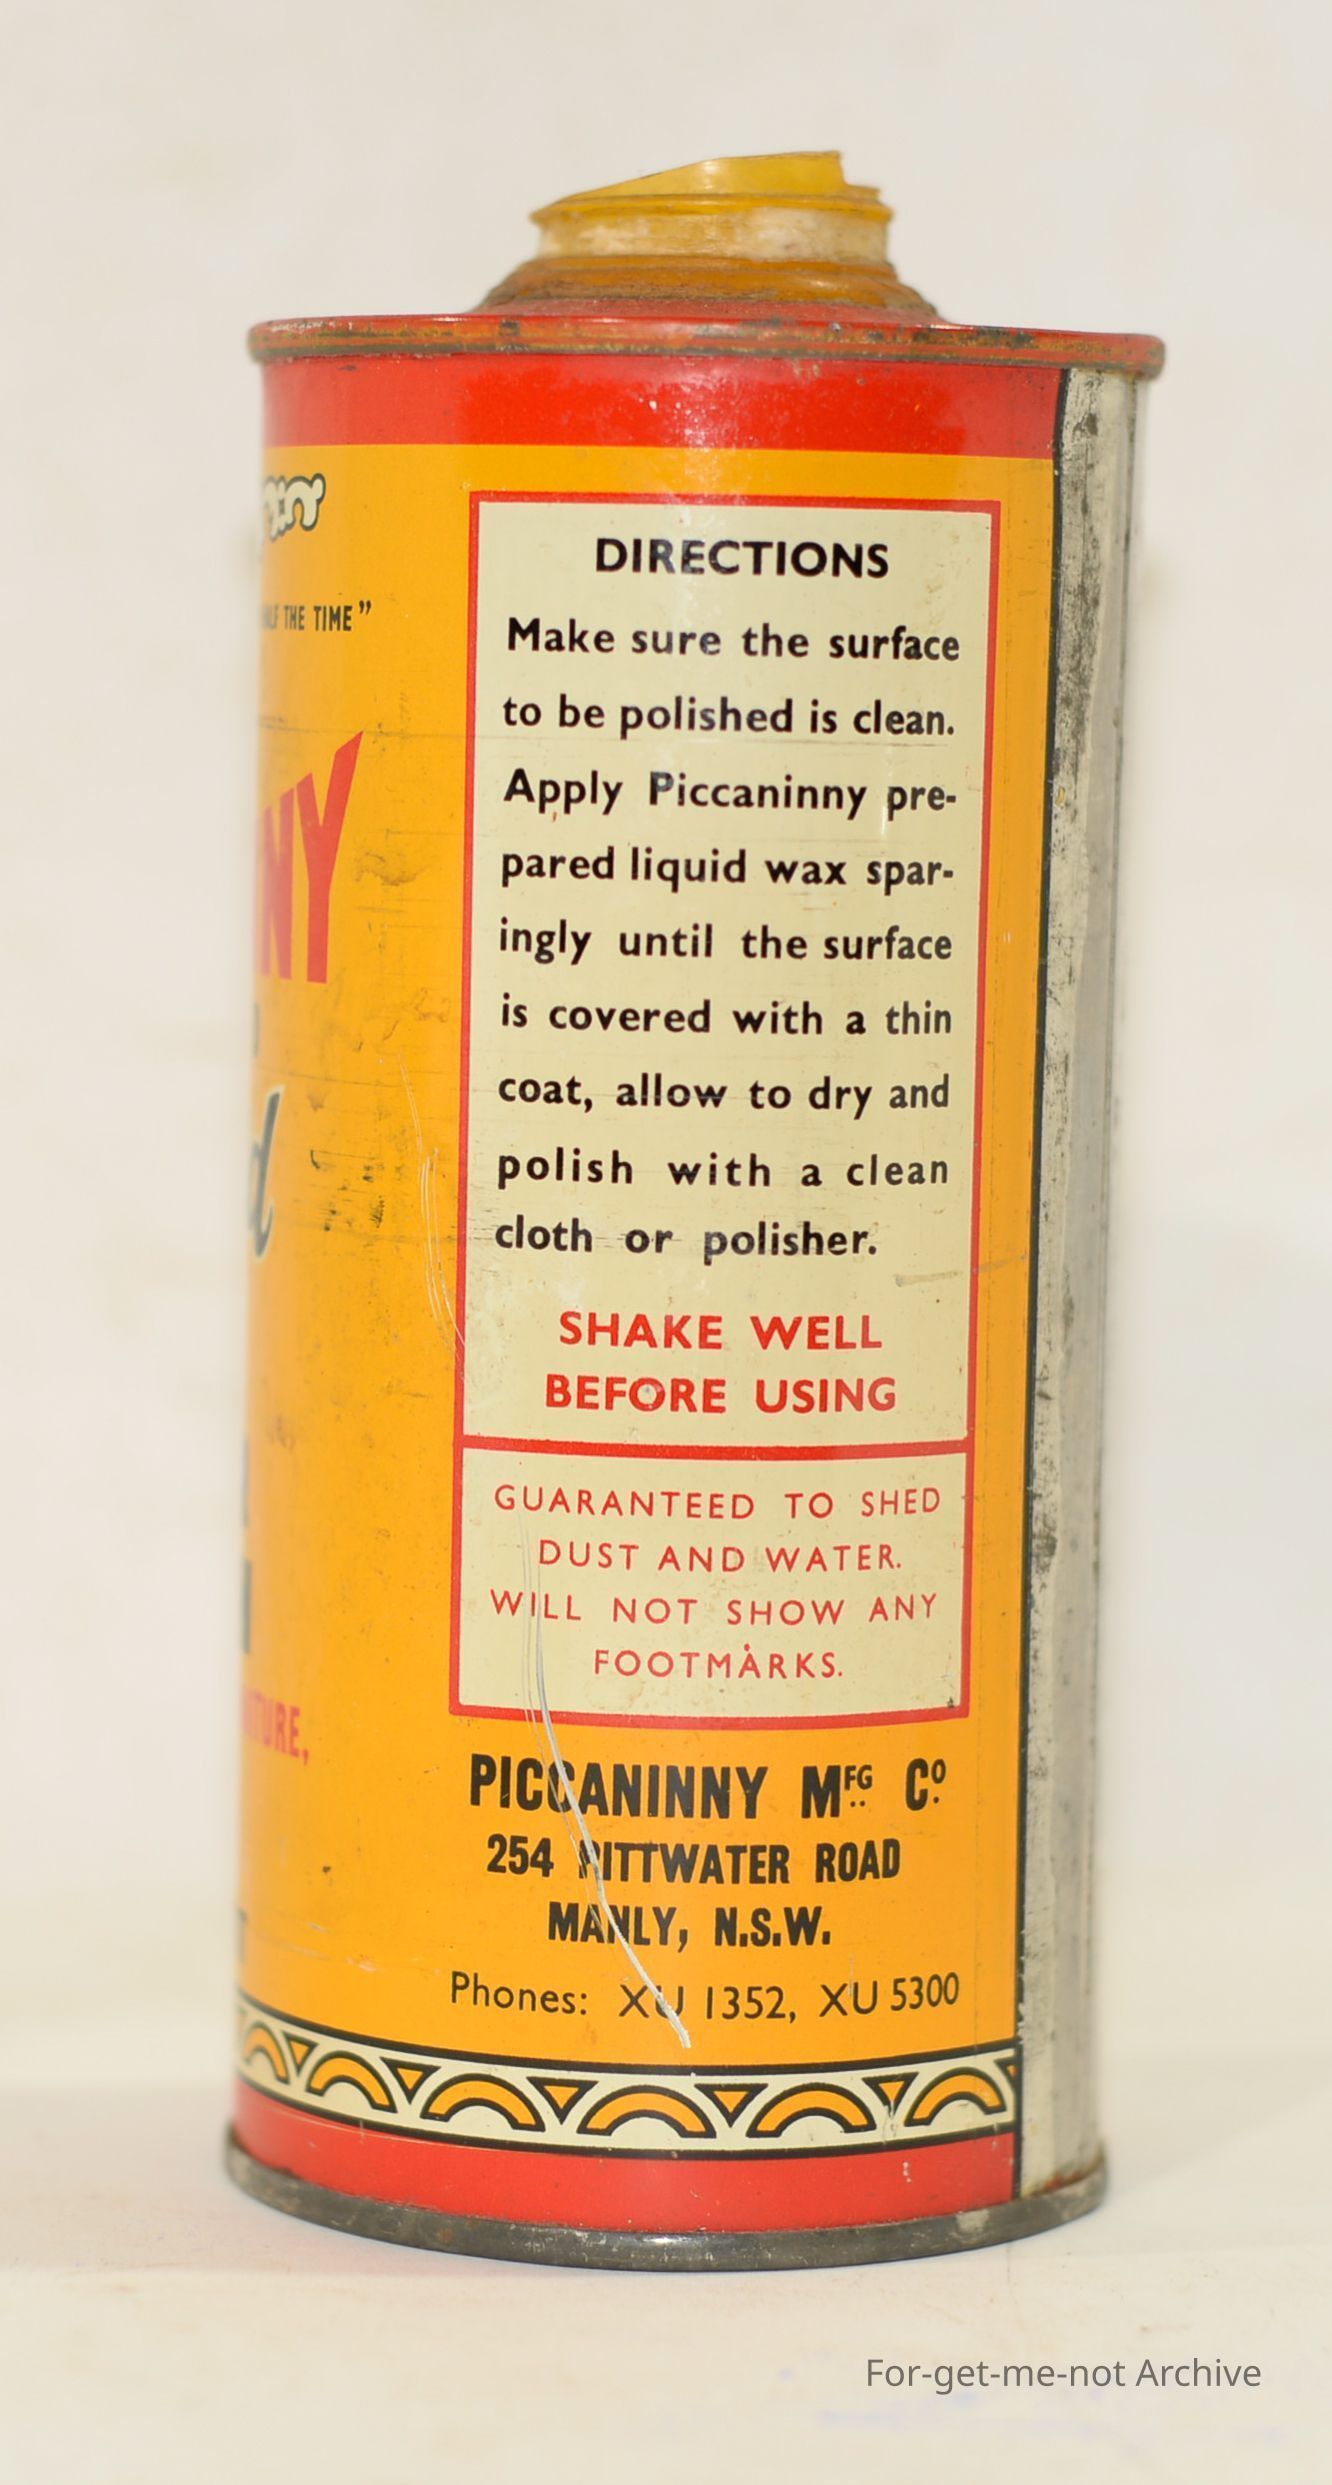 HALF THE TIME"
NY
DIRECTIONS
Make sure the surface
to be polished is clean.
Apply Piccaninny pre-
pared liquid wax spar-
ingly until the surface
is covered with a thin
coat, allow to dry and
polish with a clean
cloth or polisher.
SHAKE WELL
BEFORE USING
GUARANTEED TO SHED
DUST AND WATER.
WILL NOT SHOW ANY
FOOTMARKS.
PICCANINNY MFG Co.
254 PITTWATER ROAD
MANLY, N.S.W.
Phones: XU 1352, XU 5300
For-get-me-not Archive